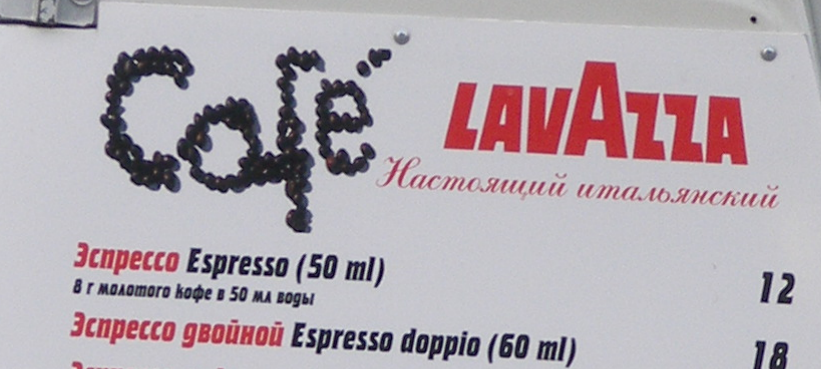 Café
LAVAZZA
Настоящий итальянский
Эспрессо Espresso (50 ml) 12
8 г молотого кофе в 50 мл воды
Эспрессо двойной Espresso doppio (60 ml) 18